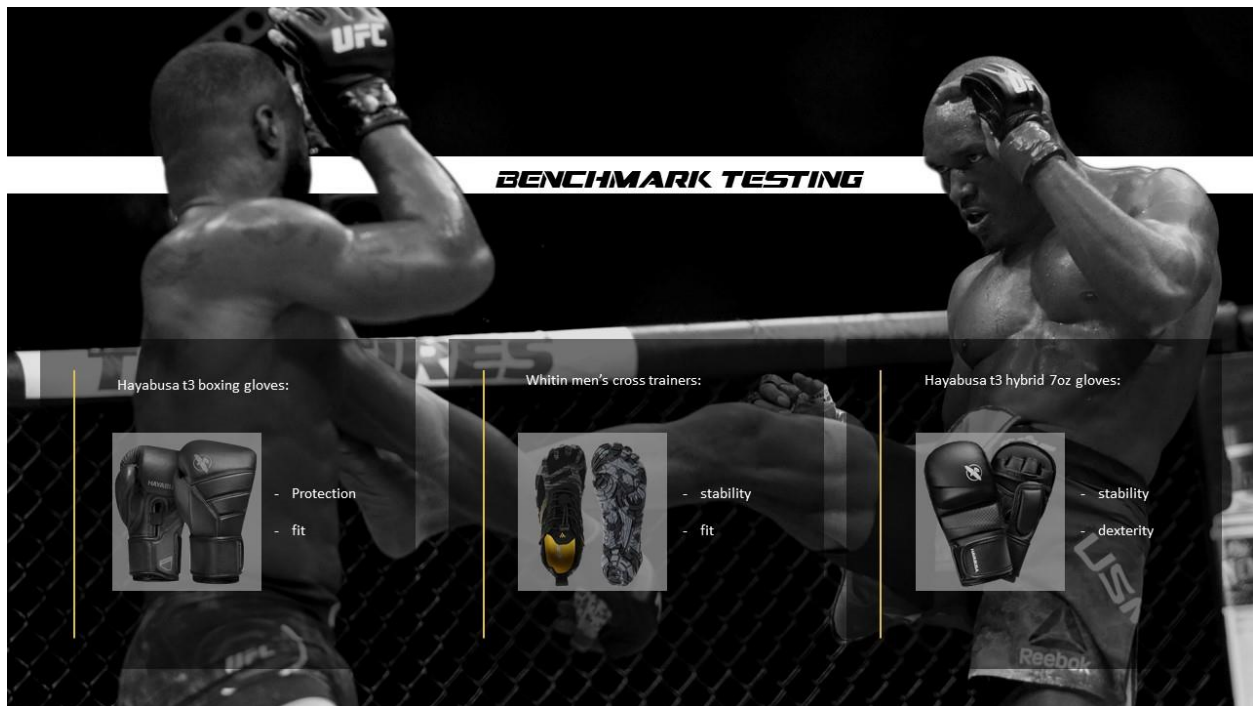 UFC
BENCHMARK TESTING
Hayabusa t3 boxing gloves:
- Protection
- fit
Whitin men's cross trainers:
- stability
- fit
Hayabusa t3 hybrid 7oz gloves:
- stability
- dexterity
USA
UFC
Reebok